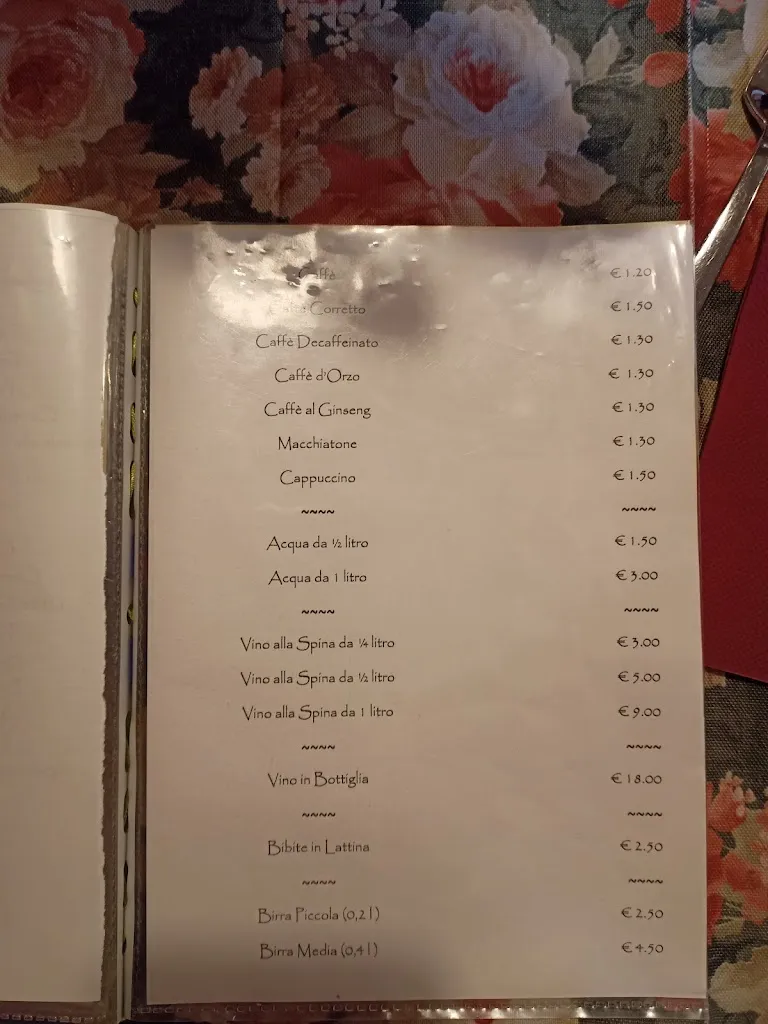 Caffè € 1.20
Caffè Corretto € 1.50
Caffè Decaffeinato € 1.30
Caffè d'Orzo € 1.30
Caffè al Ginseng € 1.30
Macchiatone € 1.30
Cappuccino € 1.50
~~~~ ~~~~
Acqua da ½ litro € 1.50
Acqua da 1 litro € 3.00
~~~~ ~~~~
Vino alla Spina da ¼ litro € 3.00
Vino alla Spina da ½ litro € 5.00
Vino alla Spina da 1 litro € 9.00
~~~~ ~~~~
Vino in Bottiglia € 18.00
~~~~ ~~~~
Bibite in Lattina € 2.50
~~~~ ~~~~
Birra Piccola (0,2 l) € 2.50
Birra Media (0,4 l) € 4.50